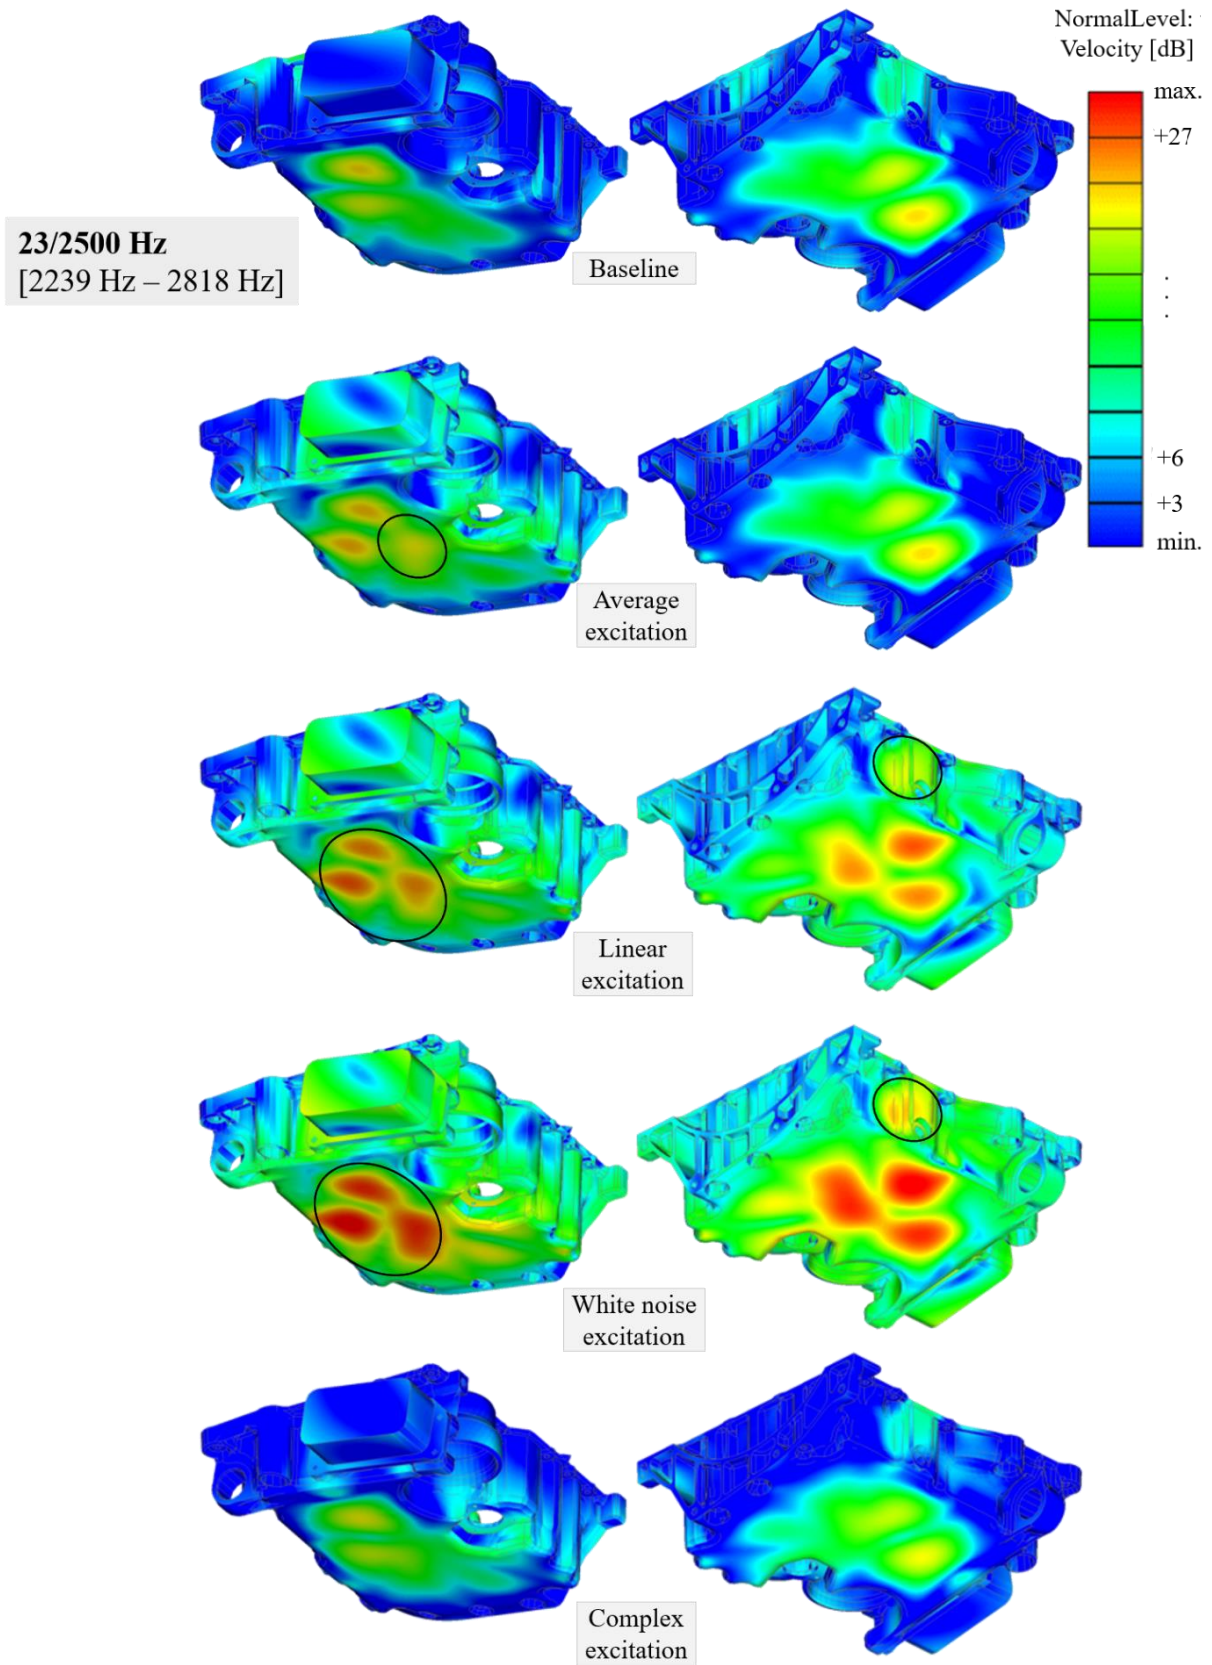 NormalLevel:
Velocity [dB]
max.
+27
23/2500 Hz
[2239 Hz – 2818 Hz]
Baseline
.
.
.
+6
+3
min.
Average
excitation
Linear
excitation
White noise
excitation
Complex
excitation